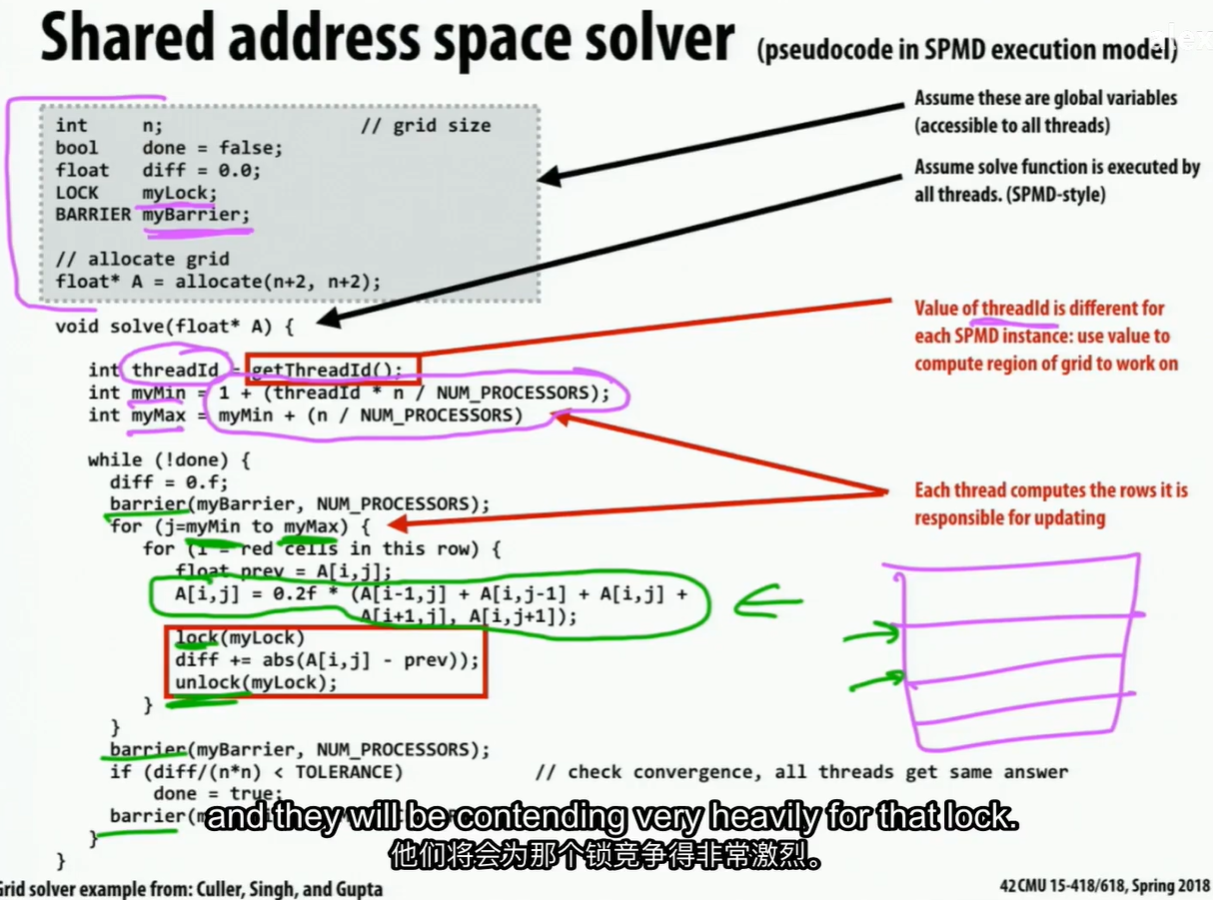 Shared address space solver (pseudocode in SPMD execution model)
alex
int n; // grid size
bool done = false;
float diff = 0.0;
LOCK myLock;
BARRIER myBarrier;
// allocate grid
float* A = allocate(n+2, n+2);
Assume these are global variables
(accessible to all threads)
Assume solve function is executed by
all threads. (SPMD-style)
void solve(float* A) {
int threadId = getThreadId();
int myMin = 1 + (threadId * n / NUM_PROCESSORS);
int myMax = myMin + (n / NUM_PROCESSORS)
Value of threadId is different for
each SPMD instance: use value to
compute region of grid to work on
while (!done) {
diff = 0.f;
barrier(myBarrier, NUM_PROCESSORS);
for (j=myMin to myMax) {
for (i = red cells in this row) {
float prev = A[i,j];
A[i,j] = 0.2f * (A[i-1,j] + A[i,j-1] + A[i,j] +
A[i+1,j], A[i,j+1]);
lock(myLock)
diff += abs(A[i,j] - prev));
unlock(myLock);
}
}
Each thread computes the rows it is
responsible for updating
barrier(myBarrier, NUM_PROCESSORS);
if (diff/(n*n) < TOLERANCE) // check convergence, all threads get same answer
done = true;
barrier(
and they will be contending very heavily for that lock.
}
他们将会为那个锁竞争得非常激烈。
}
Grid solver example from: Culler, Singh, and Gupta
42 CMU 15-418/618, Spring 2018